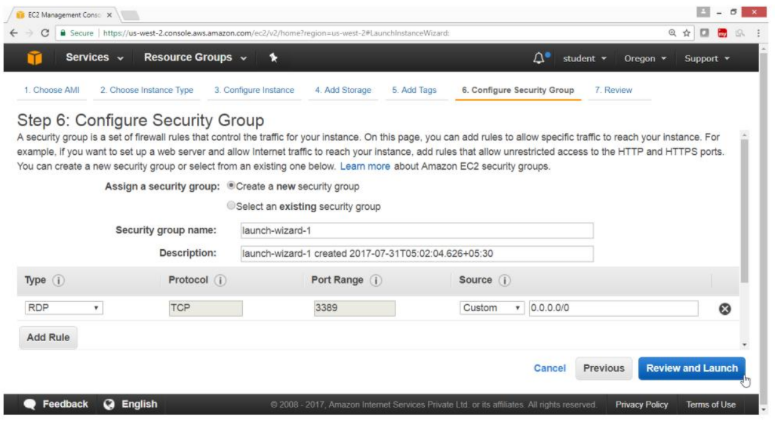 EC2 Management Consol
Secure | https://us-west-2.console.aws.amazon.com/ec2/v2/home?region=us-west-2#LaunchInstanceWizard:
Services Resource Groups student Oregon Support
1. Choose AMI 2. Choose Instance Type 3. Configure Instance 4. Add Storage 5. Add Tags 6. Configure Security Group 7. Review
Step 6: Configure Security Group
A security group is a set of firewall rules that control the traffic for your instance. On this page, you can add rules to allow specific traffic to reach your instance. For
example, if you want to set up a web server and allow Internet traffic to reach your instance, add rules that allow unrestricted access to the HTTP and HTTPS ports.
You can create a new security group or select from an existing one below. Learn more about Amazon EC2 security groups.
Assign a security group: Create a new security group
Select an existing security group
Security group name: launch-wizard-1
Description: launch-wizard-1 created 2017-07-31T05:02:04.626+05:30
Type Protocol Port Range Source
RDP TCP 3389 Custom 0.0.0.0/0
Add Rule
Cancel Previous Review and Launch
Feedback English © 2008 - 2017, Amazon Internet Services Private Ltd. or its affiliates. All rights reserved. Privacy Policy Terms of Use